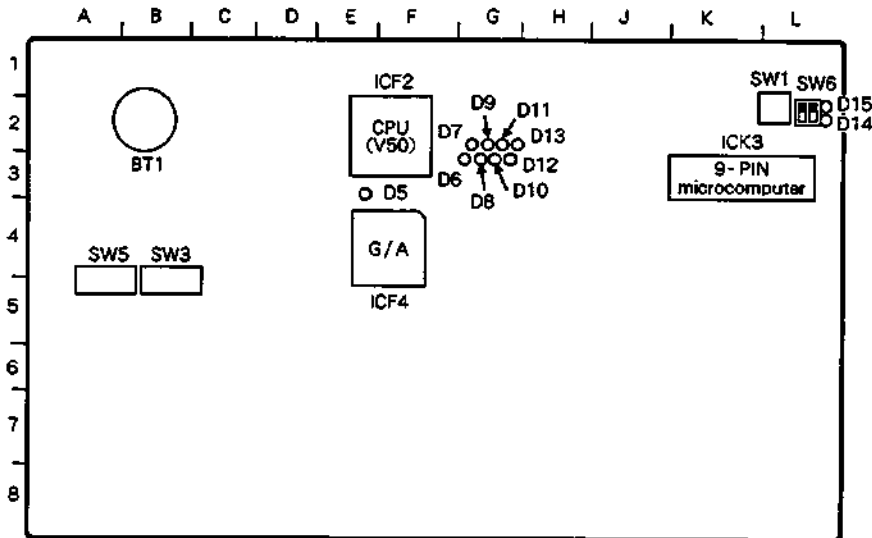 A B C D E F G H J K L
1
ICF2
SW1 SW6
D9 D11
D15
2
CPU
(V50)
D7
D13
D14
ICK3
BT1
3
D6
D12
9-PIN
microcomputer
D5
D8
D10
4
G/A
SW5 SW3
5
ICF4
6
7
8